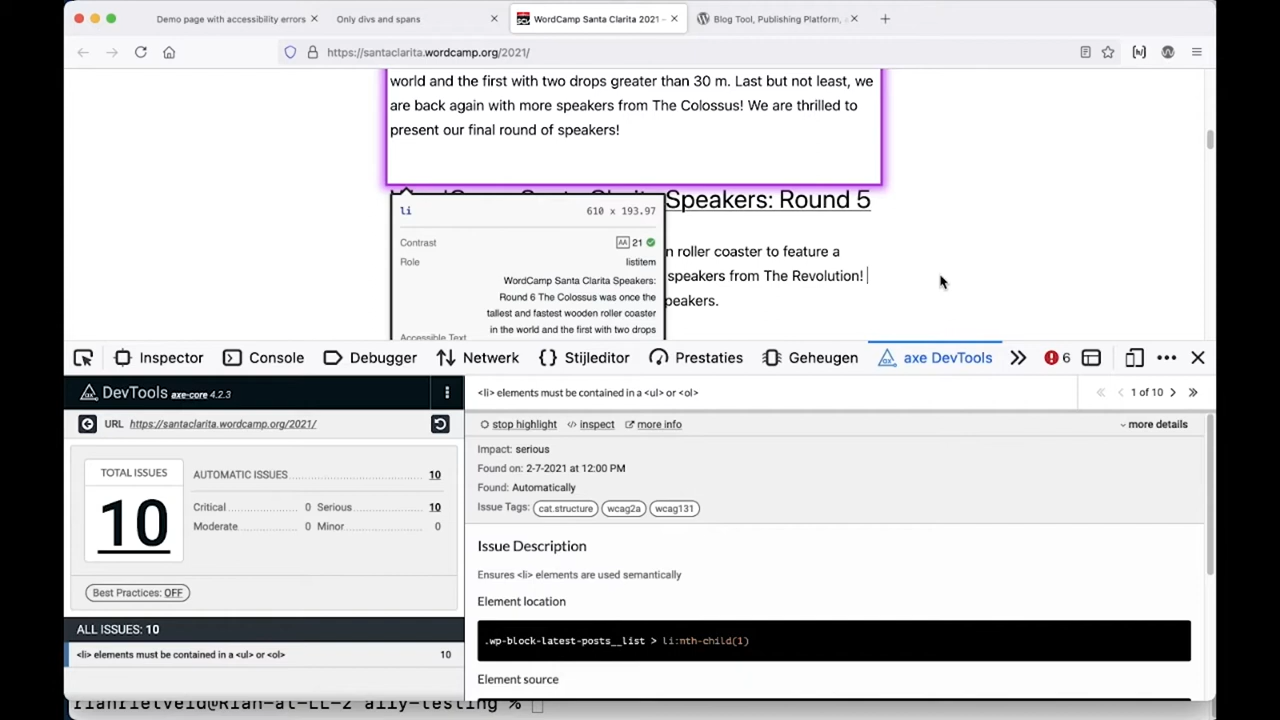 Demo page with accessibility errors
Only divs and spans
WordCamp Santa Clarita 2021 –
Blog Tool, Publishing Platform,
https://santaclarita.wordcamp.org/2021/
world and the first with two drops greater than 30 m. Last but not least, we
are back again with more speakers from The Colossus! We are thrilled to
present our final round of speakers!
Speakers: Round 5
li 610 x 193.97
n roller coaster to feature a
Contrast AA 21
Role listitem
speakers from The Revolution!
WordCamp Santa Clarita Speakers:
Round 6 The Colossus was once the
peakers.
tallest and fastest wooden roller coaster
in the world and the first with two drops
Accessible Text
Inspector Console Debugger Network Stijleditor Prestaties Geheugen axe DevTools 6
DevTools axe-core 4.2.3
<li> elements must be contained in a <ul> or <ol>
1 of 10
URL https://santaclarita.wordcamp.org/2021/
stop highlight inspect more info more details
TOTAL ISSUES
10
AUTOMATIC ISSUES 10
Critical 0 Serious 10
Moderate 0 Minor 0
Best Practices: OFF
ALL ISSUES: 10
<li> elements must be contained in a <ul> or <ol> 10
Impact: serious
Found on: 2-7-2021 at 12:00 PM
Found: Automatically
Issue Tags: cat.structure wcag2a wcag131
Issue Description
Ensures <li> elements are used semantically
Element location
.wp-block-latest-posts__list > li:nth-child(1)
Element source
rianrietveld@Rian-at-LL-2 a11y-testing %